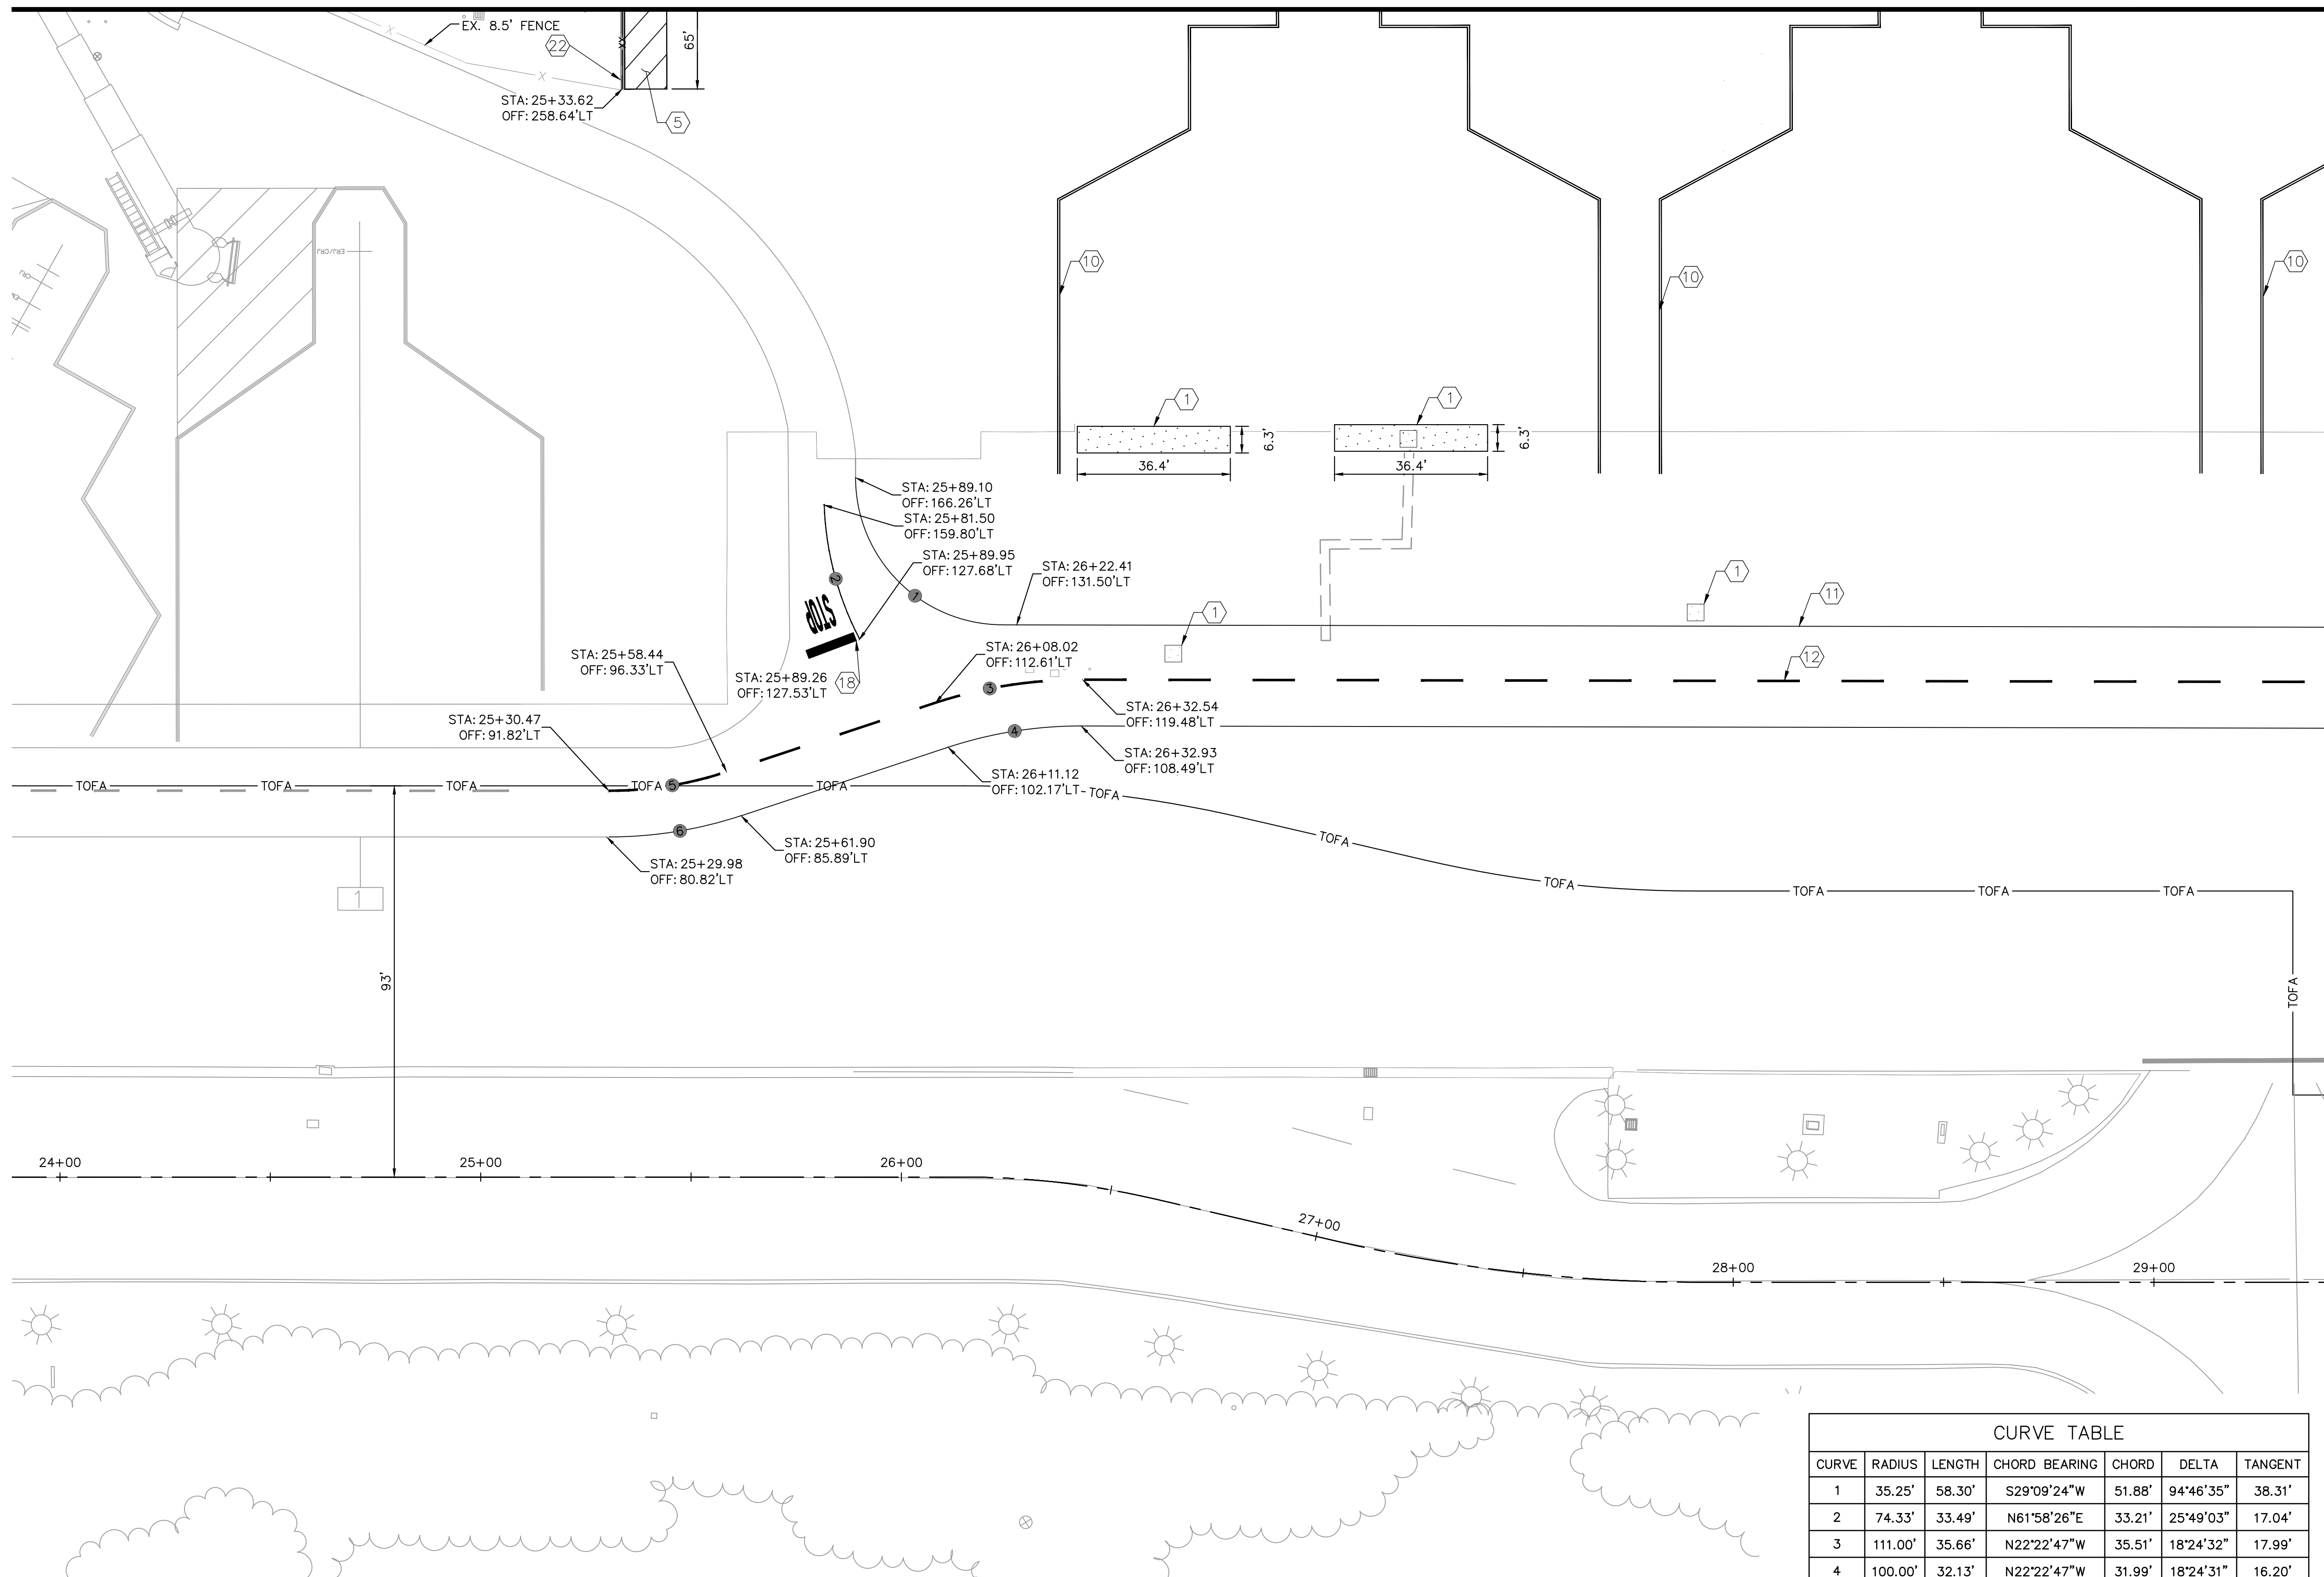 EX. 8.5' FENCE
22
65'
STA: 25+33.62
OFF: 258.64'LT
5
ERJ/CRJ
CRJ
10
10
10
1
1
6.3'
6.3'
36.4'
36.4'
STA: 25+89.10
OFF: 166.26'LT
STA: 25+81.50
OFF: 159.80'LT
STA: 25+89.95
OFF: 127.68'LT
STA: 26+22.41
OFF: 131.50'LT
2
1
STOP
1
1
11
12
STA: 25+58.44
OFF: 96.33'LT
STA: 26+08.02
OFF: 112.61'LT
STA: 25+89.26
OFF: 127.53'LT
18
3
STA: 26+32.54
OFF: 119.48'LT
STA: 25+30.47
OFF: 91.82'LT
4
STA: 26+32.93
OFF: 108.49'LT
STA: 26+11.12
OFF: 102.17'LT
TOFA TOFA TOFA TOFA 5 TOFA TOFA
6
STA: 25+61.90
OFF: 85.89'LT
STA: 25+29.98
OFF: 80.82'LT
TOFA
TOFA
TOFA TOFA TOFA
1
93'
TOFA
24+00 25+00 26+00
27+00
28+00 29+00
CURVE TABLE
CURVE RADIUS LENGTH CHORD BEARING CHORD DELTA TANGENT
1 35.25' 58.30' S29°09'24"W 51.88' 94°46'35" 38.31'
2 74.33' 33.49' N61°58'26"E 33.21' 25°49'03" 17.04'
3 111.00' 35.66' N22°22'47"W 35.51' 18°24'32" 17.99'
4 100.00' 32.13' N22°22'47"W 31.99' 18°24'31" 16.20'